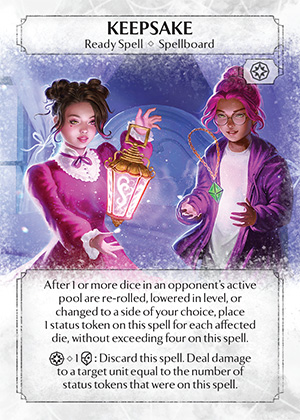 KEEPSAKE
Ready Spell ◇ Spellboard
After 1 or more dice in an opponent's active
pool are re-rolled, lowered in level, or
changed to a side of your choice, place
1 status token on this spell for each affected
die, without exceeding four on this spell.
1 : Discard this spell. Deal damage
to a target unit equal to the number of
status tokens that were on this spell.